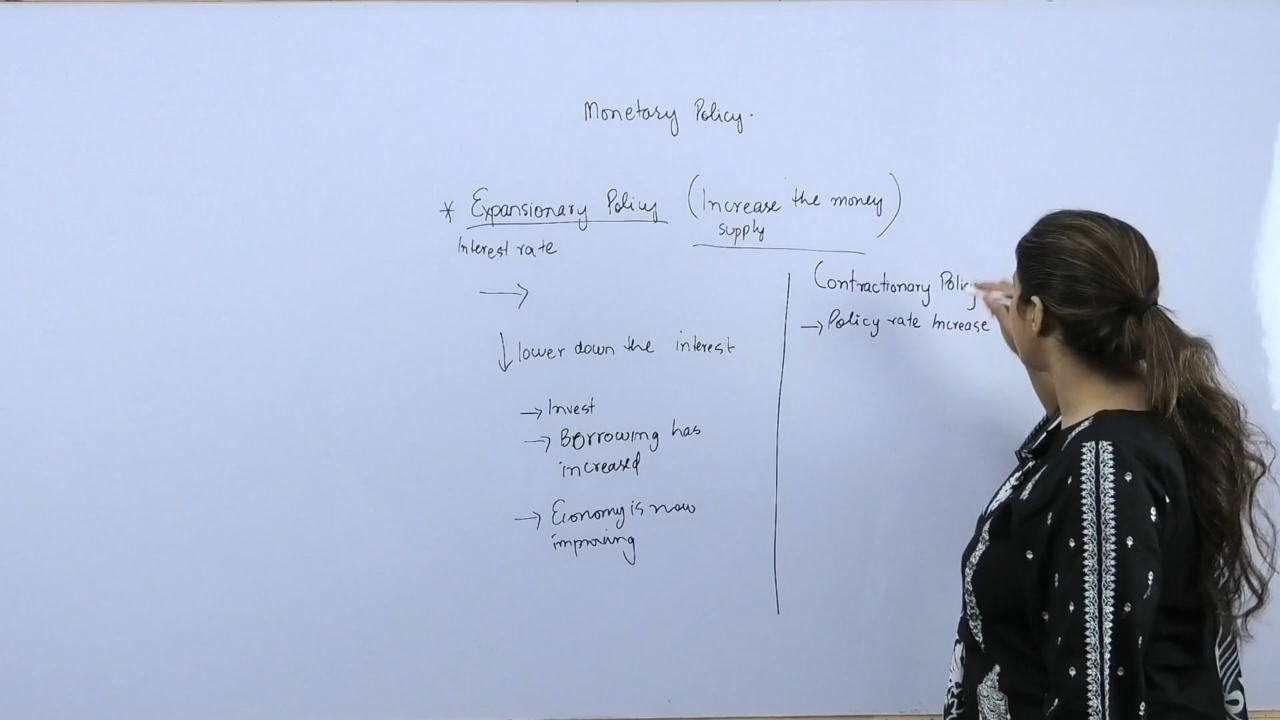 Monetary Policy.
* Expansionary Policy (Increase the money
supply)
Interest rate
→
↓ lower down the interest
→ Invest
→ Borrowing has
increased
→ Economy is now
improving
Contractionary Policy
→ Policy rate Increase